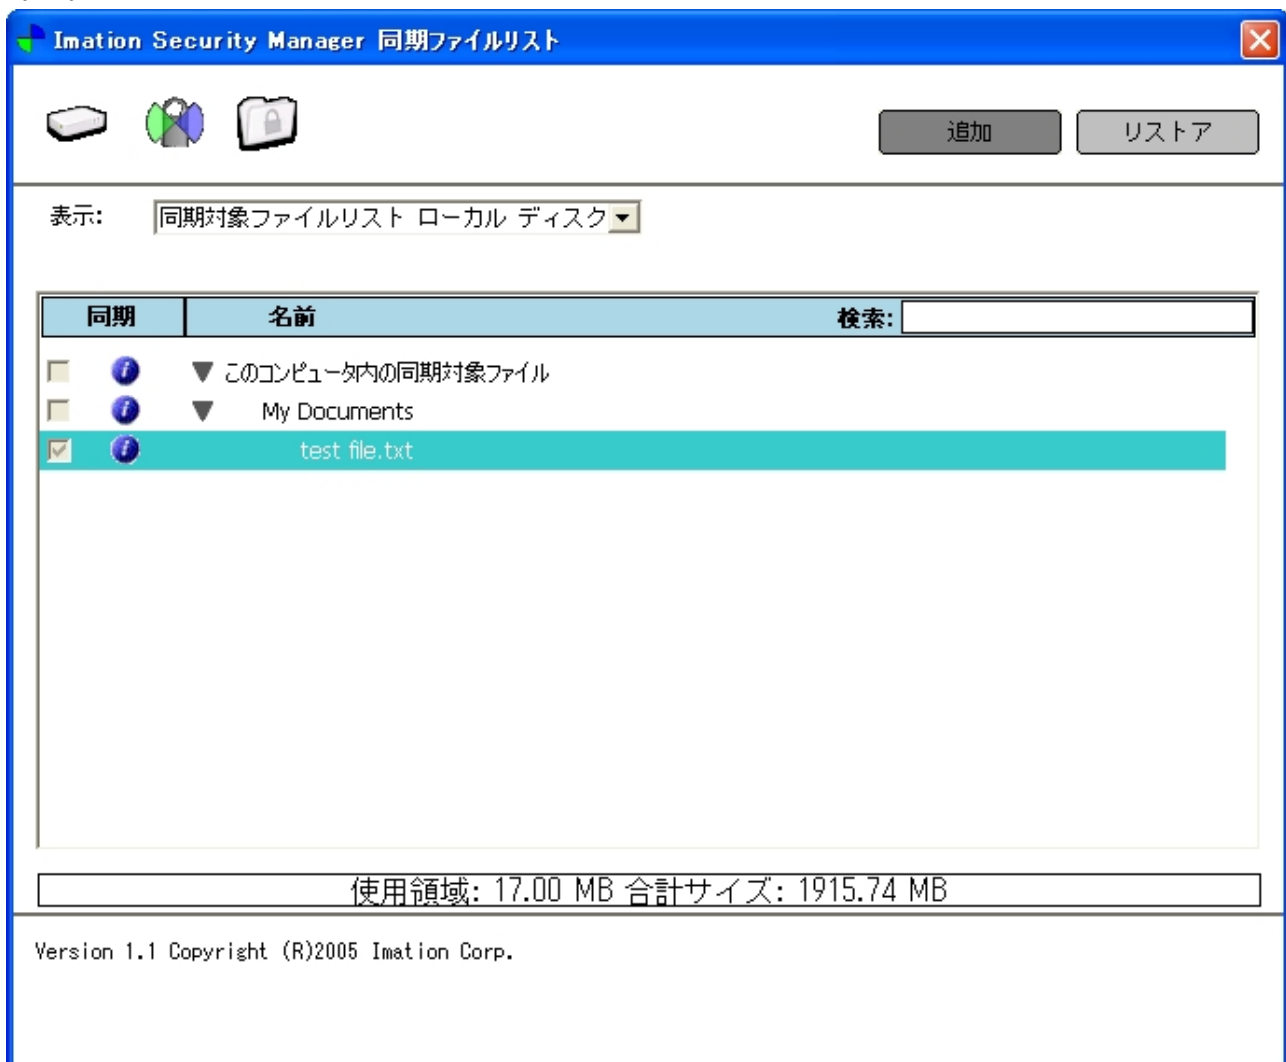 Imation Security Manager 同期ファイルリスト
追加 リストア
表示: 同期対象ファイルリスト ローカル ディスク
同期 名前 検索:
このコンピュータ内の同期対象ファイル
My Documents
test file.txt
使用領域: 17.00 MB 合計サイズ: 1915.74 MB
Version 1.1 Copyright (R)2005 Imation Corp.